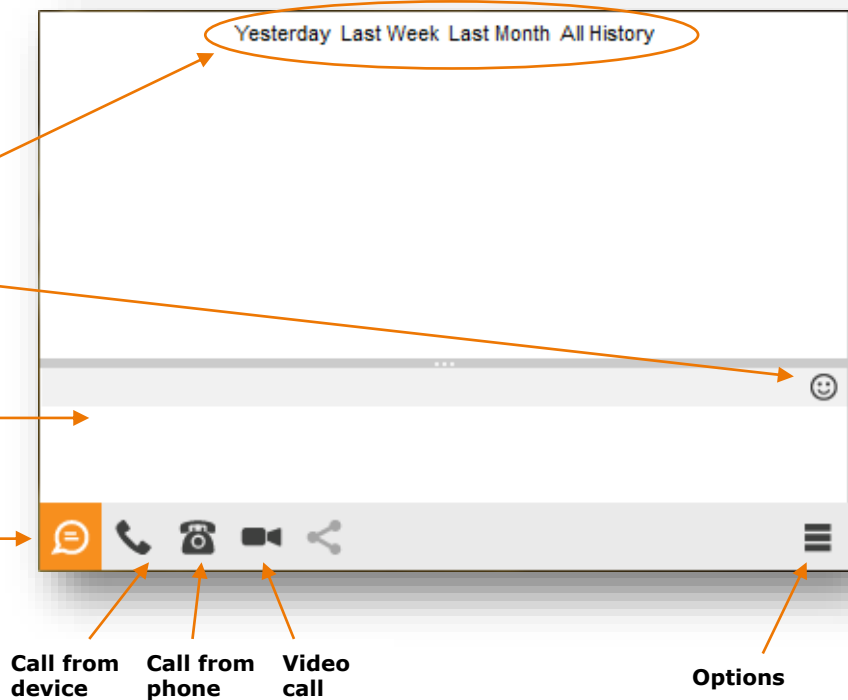 Yesterday Last Week Last Month All History
Call from device
Call from phone
Video call
Options